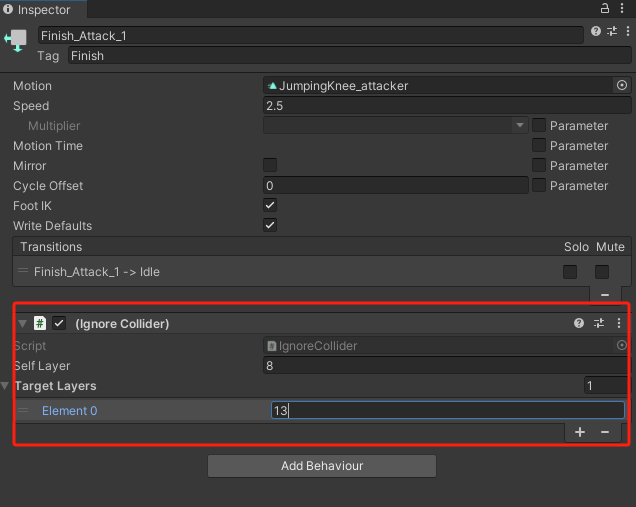 Inspector
Finish_Attack_1
Tag Finish
Motion JumpingKnee_attacker
Speed 2.5
Multiplier Parameter
Motion Time Parameter
Mirror Parameter
Cycle Offset 0 Parameter
Foot IK
Write Defaults
Transitions Solo Mute
Finish_Attack_1 -> Idle
# (Ignore Collider)
Script IgnoreCollider
Self Layer 8
Target Layers 1
Element 0 13
Add Behaviour